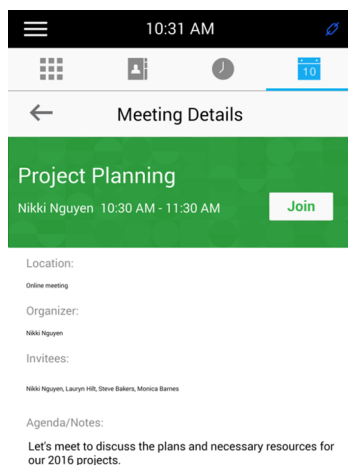 10:31 AM
10
Meeting Details
Project Planning
Nikki Nguyen 10:30 AM - 11:30 AM
Join
Location:
Online meeting
Organizer:
Nikki Nguyen
Invitees:
Nikki Nguyen, Lauryn Hilt, Steve Bakers, Monica Barnes
Agenda/Notes:
Let's meet to discuss the plans and necessary resources for
our 2016 projects.